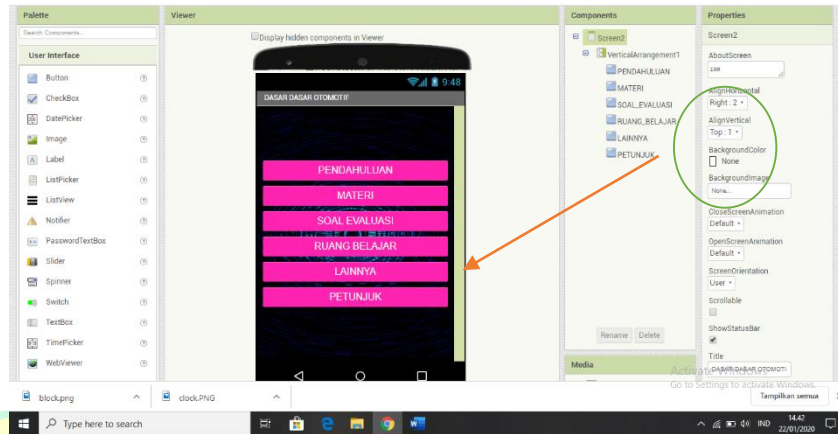 Palette
Search Components...
User Interface
Button
CheckBox
DatePicker
Image
Label
ListPicker
ListView
Notifier
PasswordTextBox
Slider
Spinner
Switch
TextBox
TimePicker
WebViewer
Viewer
Display hidden components in Viewer
9:48
DASAR DASAR OTOMOTIF
PENDAHULUAN
MATERI
SOAL EVALUASI
RUANG BELAJAR
LAINNYA
PETUNJUK
Components
Screen2
VerticalArrangement1
PENDAHULUAN
MATERI
SOAL_EVALUASI
RUANG_BELAJAR
LAINNYA
PETUNJUK
Rename Delete
Media
Properties
Screen2
AboutScreen
AlignHorizontal
Right : 2
AlignVertical
Top : 1
BackgroundColor
None
BackgroundImage
None...
CloseScreenAnimation
Default
OpenScreenAnimation
Default
ScreenOrientation
User
Scrollable
ShowStatusBar
Title
DASAR DASAR OTOMOTI
Activate Windows
Go to Settings to activate Windows.
block.png
clock.PNG
Tampilkan semua
Type here to search
IND
14.42
22/01/2020